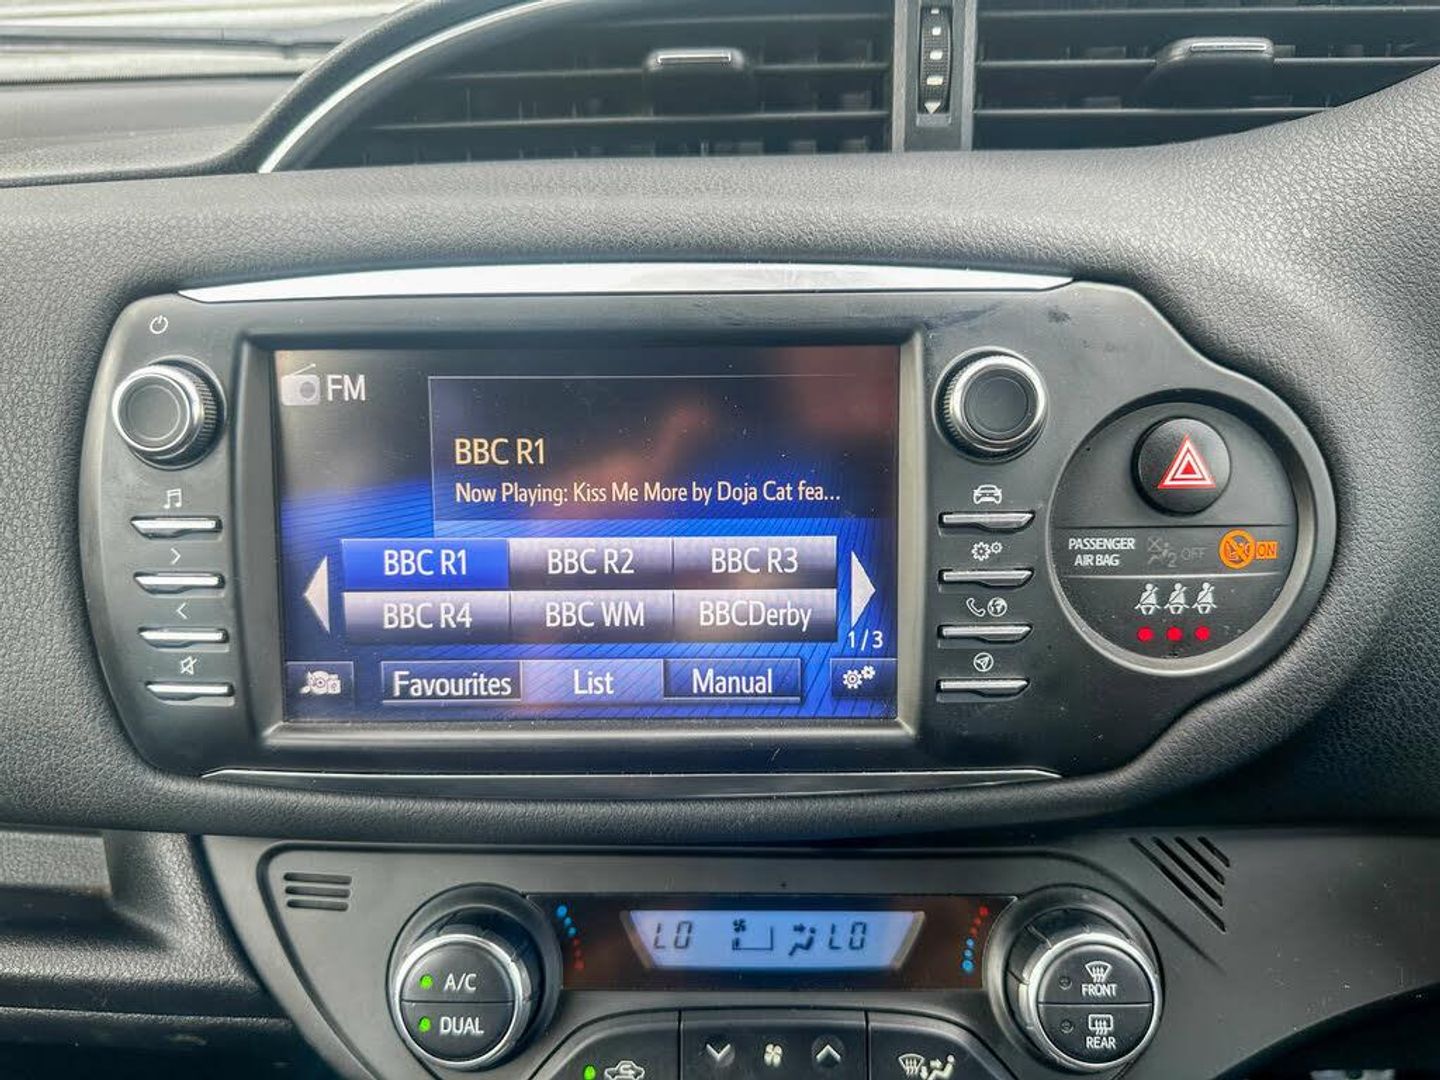 FM
BBC R1
Now Playing: Kiss Me More by Doja Cat fea...
BBC R1 BBC R2 BBC R3
BBC R4 BBC WM BBCDerby
1/3
Favourites List Manual
PASSENGER
AIR BAG
2 OFF
ON
LO LO
A/C
DUAL
FRONT
REAR